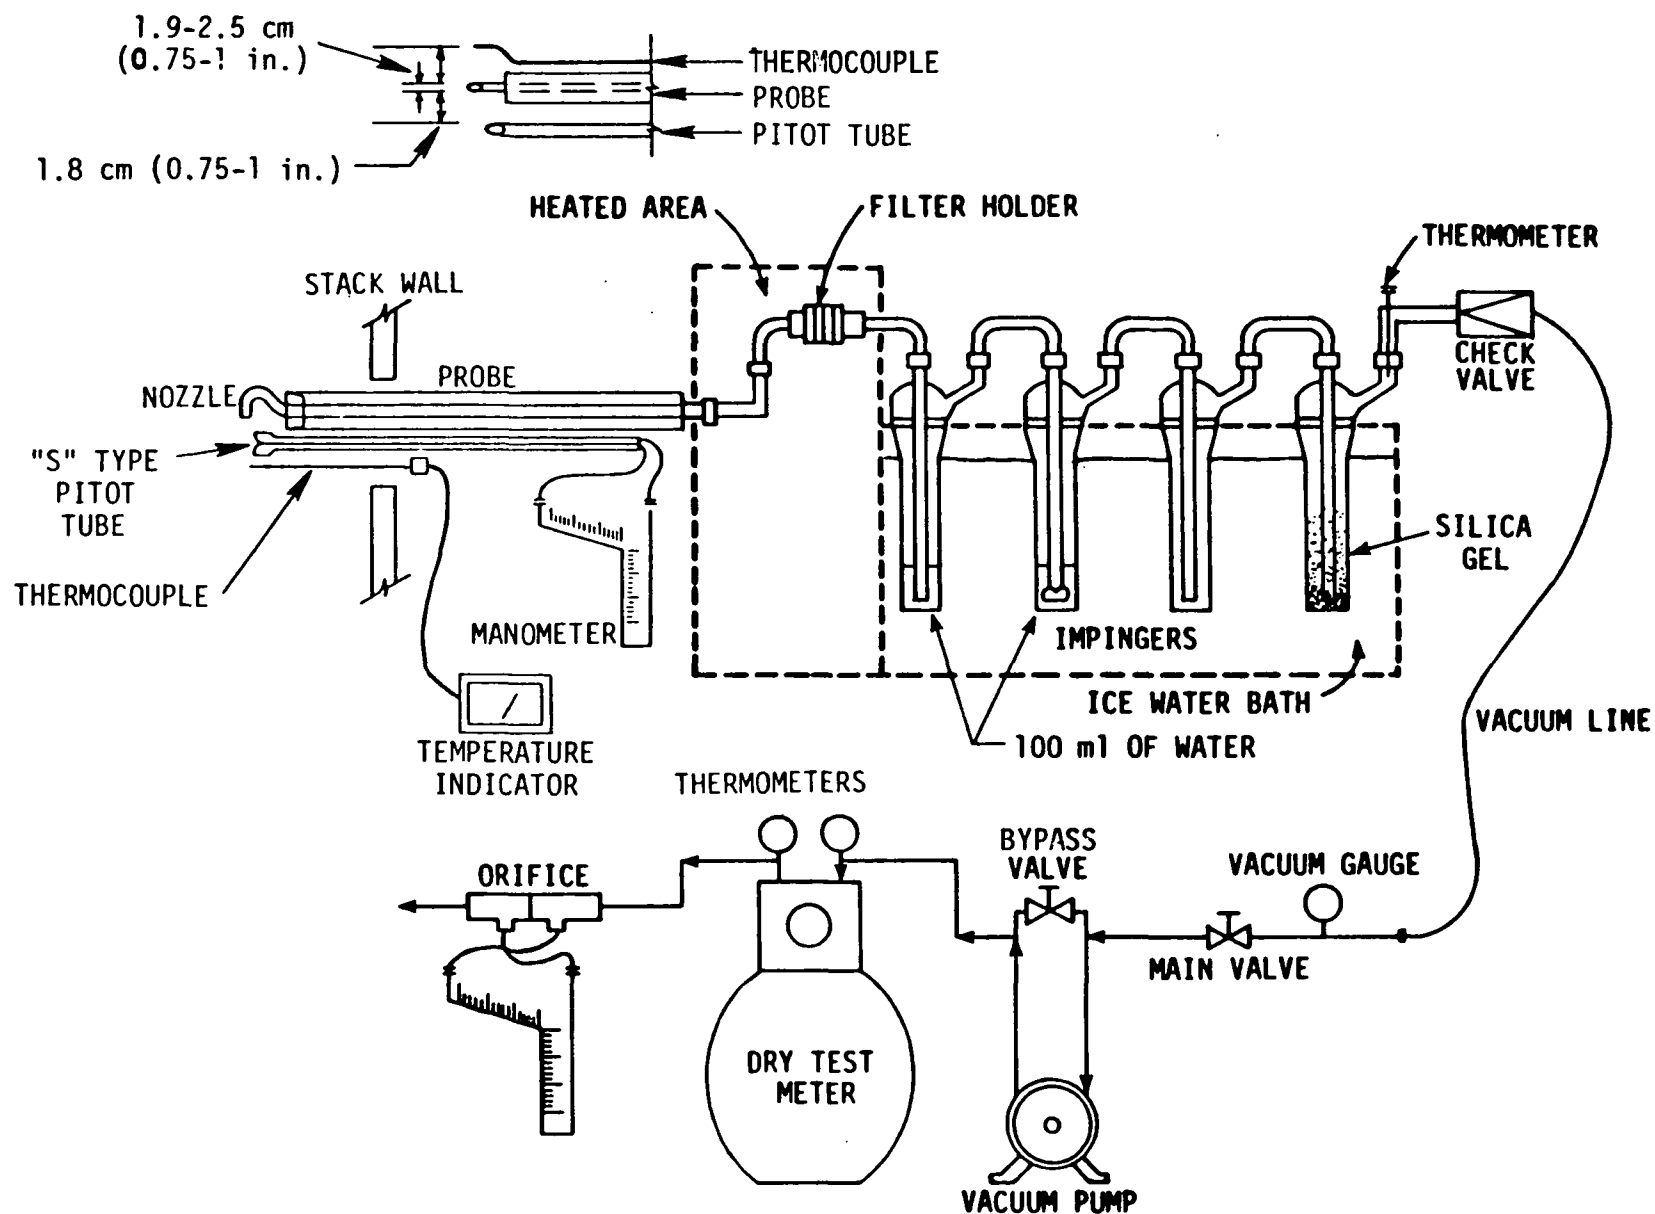 1.9-2.5 cm
(0.75-1 in.)
THERMOCOUPLE
PROBE
PITOT TUBE
1.8 cm (0.75-1 in.)
HEATED AREA
FILTER HOLDER
THERMOMETER
STACK WALL
CHECK
VALVE
PROBE
NOZZLE
"S" TYPE
PITOT
TUBE
SILICA
GEL
THERMOCOUPLE
MANOMETER
IMPINGERS
ICE WATER BATH
VACUUM LINE
100 ml OF WATER
TEMPERATURE
INDICATOR
THERMOMETERS
BYPASS
VALVE
VACUUM GAUGE
ORIFICE
MAIN VALVE
DRY TEST
METER
VACUUM PUMP